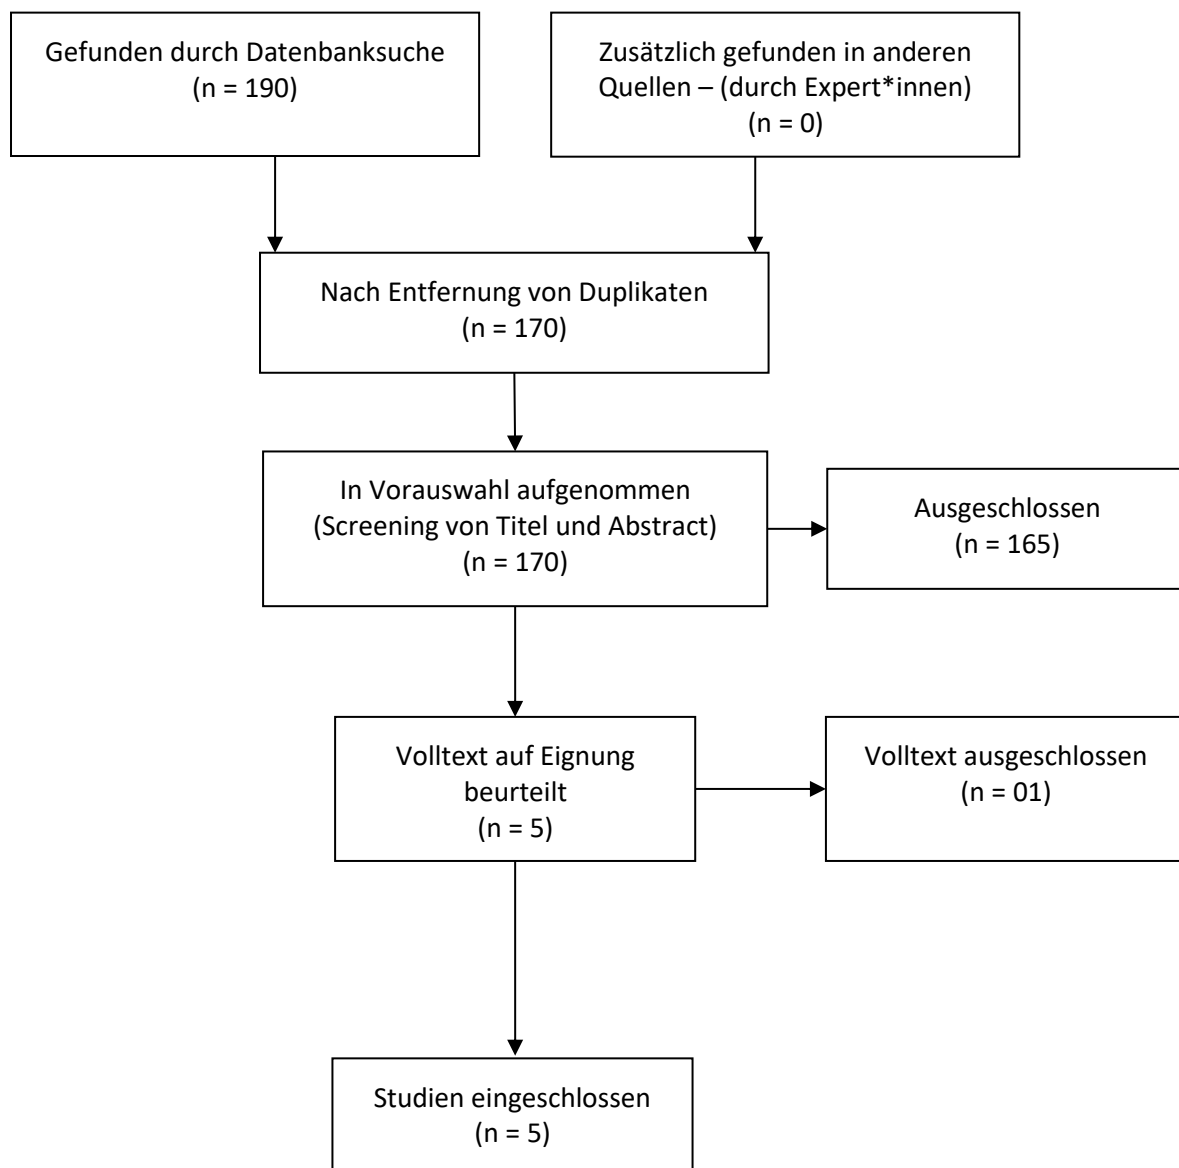 Gefunden durch Datenbanksuche
(n = 190)
Zusätzlich gefunden in anderen
Quellen – (durch Expert*innen)
(n = 0)
Nach Entfernung von Duplikaten
(n = 170)
In Vorauswahl aufgenommen
(Screening von Titel und Abstract)
(n = 170)
Ausgeschlossen
(n = 165)
Volltext auf Eignung
beurteilt
(n = 5)
Volltext ausgeschlossen
(n = 01)
Studien eingeschlossen
(n = 5)